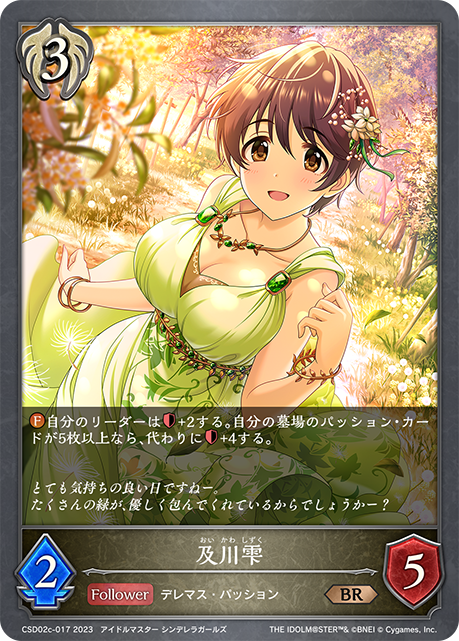 3
F 自分のリーダーは+2する。自分の墓場のパッション・カー
ドが5枚以上なら、代わりに+4する。
とても気持ちの良い日ですねー。
たくさんの緑が、優しく包んでくれているからでしょうかー？
おいかわしずく
及川雫
2
Follower デレマス・パッション
BR
5
CSD02c-017 2023 アイドルマスター シンデレラガールズ
THE IDOLM@STER™& ©BNEI © Cygames, Inc.